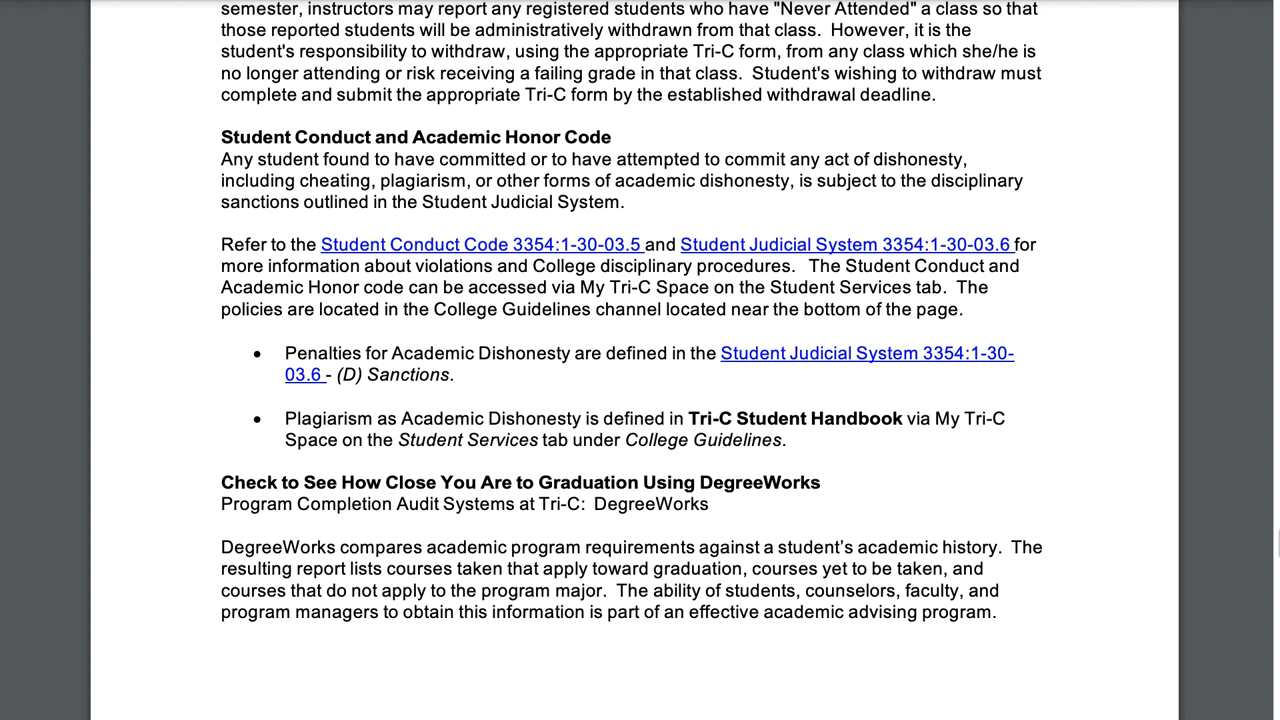 semester, instructors may report any registered students who have "Never Attended" a class so that
those reported students will be administratively withdrawn from that class.  However, it is the
student's responsibility to withdraw, using the appropriate Tri-C form, from any class which she/he is
no longer attending or risk receiving a failing grade in that class.  Student's wishing to withdraw must
complete and submit the appropriate Tri-C form by the established withdrawal deadline.
Student Conduct and Academic Honor Code
Any student found to have committed or to have attempted to commit any act of dishonesty,
including cheating, plagiarism, or other forms of academic dishonesty, is subject to the disciplinary
sanctions outlined in the Student Judicial System.
Refer to the Student Conduct Code 3354:1-30-03.5 and Student Judicial System 3354:1-30-03.6 for
more information about violations and College disciplinary procedures.   The Student Conduct and
Academic Honor code can be accessed via My Tri-C Space on the Student Services tab.  The
policies are located in the College Guidelines channel located near the bottom of the page.
• Penalties for Academic Dishonesty are defined in the Student Judicial System 3354:1-30-
03.6 - (D) Sanctions.
• Plagiarism as Academic Dishonesty is defined in Tri-C Student Handbook via My Tri-C
Space on the Student Services tab under College Guidelines.
Check to See How Close You Are to Graduation Using DegreeWorks
Program Completion Audit Systems at Tri-C:  DegreeWorks
DegreeWorks compares academic program requirements against a student’s academic history.  The
resulting report lists courses taken that apply toward graduation, courses yet to be taken, and
courses that do not apply to the program major.  The ability of students, counselors, faculty, and
program managers to obtain this information is part of an effective academic advising program.